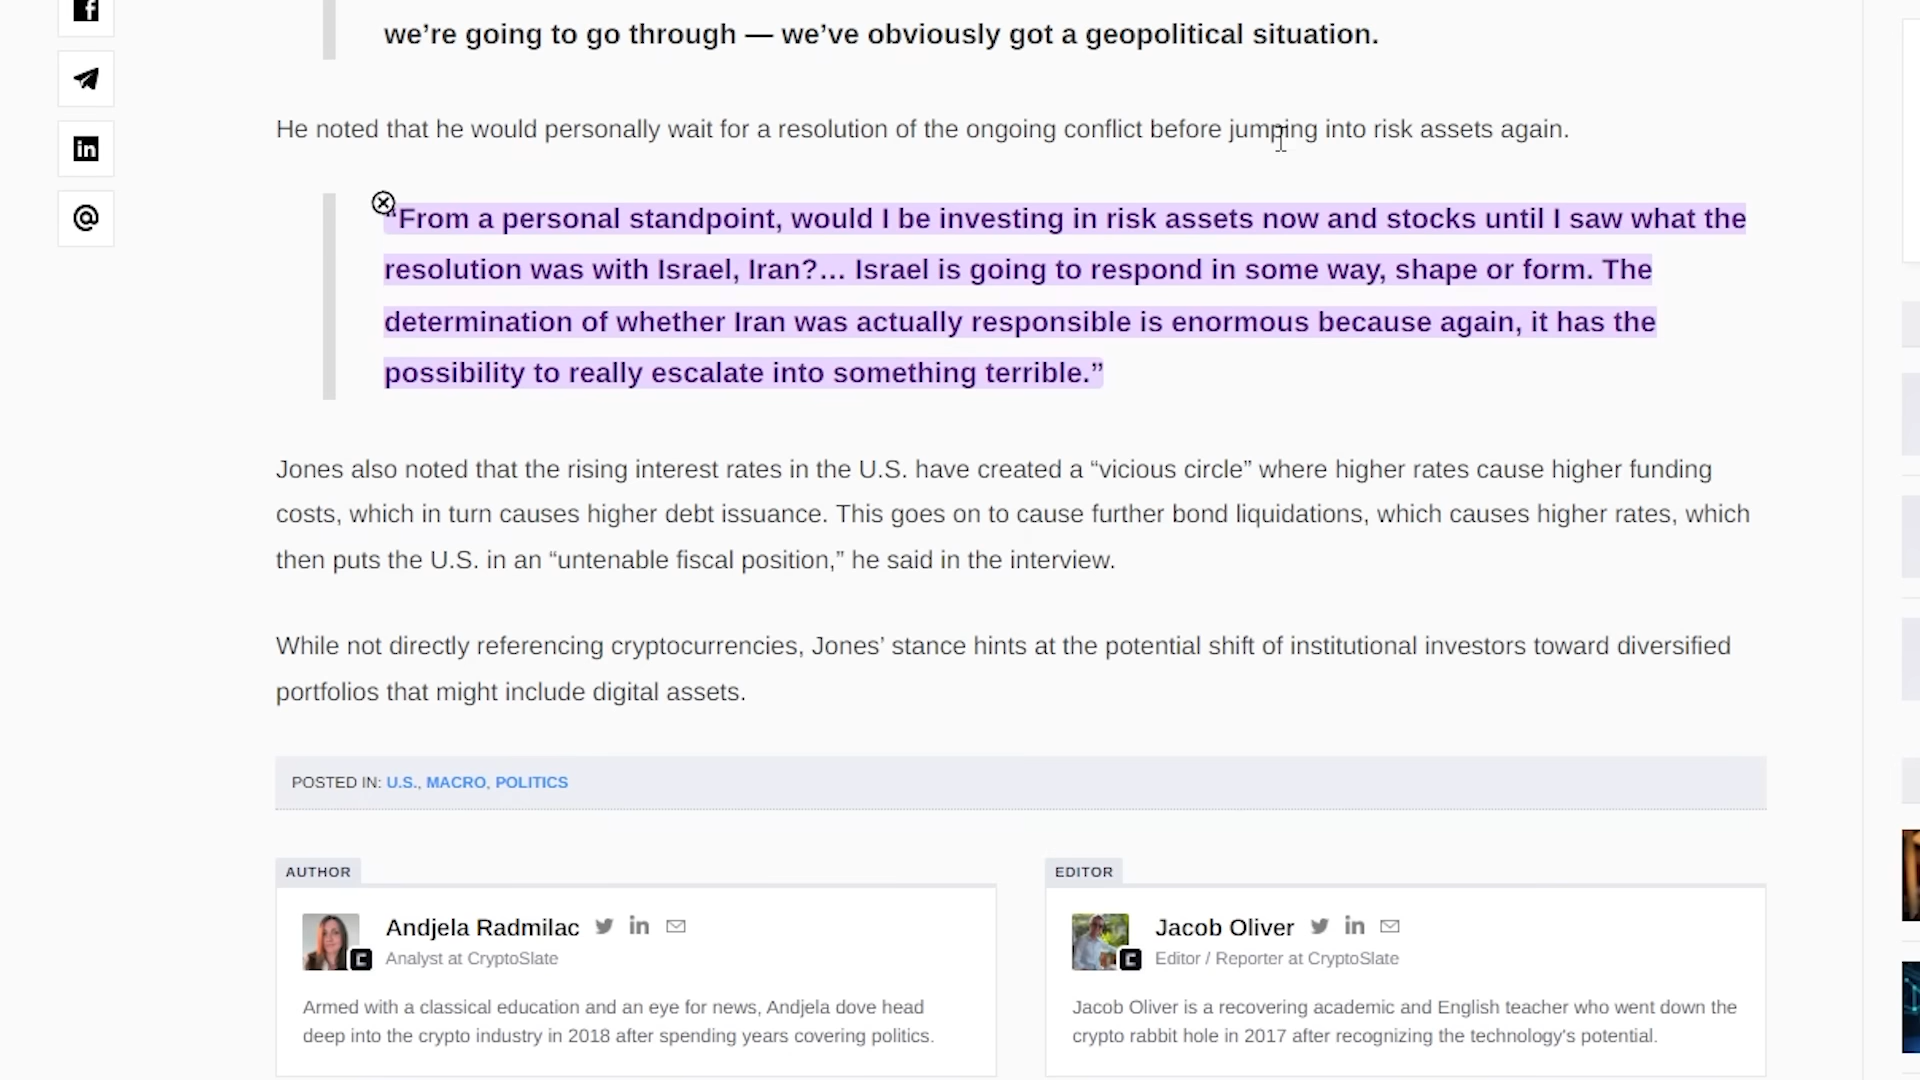 we’re going to go through — we’ve obviously got a geopolitical situation.
He noted that he would personally wait for a resolution of the ongoing conflict before jumping into risk assets again.
“From a personal standpoint, would I be investing in risk assets now and stocks until I saw what the
resolution was with Israel, Iran?… Israel is going to respond in some way, shape or form. The
determination of whether Iran was actually responsible is enormous because again, it has the
possibility to really escalate into something terrible.”
Jones also noted that the rising interest rates in the U.S. have created a “vicious circle” where higher rates cause higher funding
costs, which in turn causes higher debt issuance. This goes on to cause further bond liquidations, which causes higher rates, which
then puts the U.S. in an “untenable fiscal position,” he said in the interview.
While not directly referencing cryptocurrencies, Jones’ stance hints at the potential shift of institutional investors toward diversified
portfolios that might include digital assets.
POSTED IN: U.S., MACRO, POLITICS
AUTHOR
Andjela Radmilac
Analyst at CryptoSlate
Armed with a classical education and an eye for news, Andjela dove head
deep into the crypto industry in 2018 after spending years covering politics.
EDITOR
Jacob Oliver
Editor / Reporter at CryptoSlate
Jacob Oliver is a recovering academic and English teacher who went down the
crypto rabbit hole in 2017 after recognizing the technology's potential.